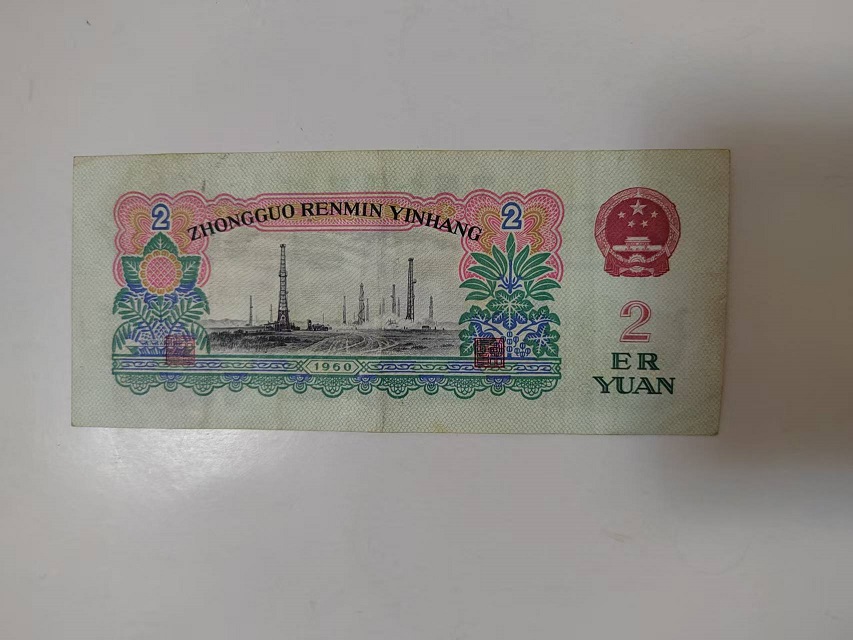 2 ZHONGGUO RENMIN YINHANG 2
1960
2
ER
YUAN